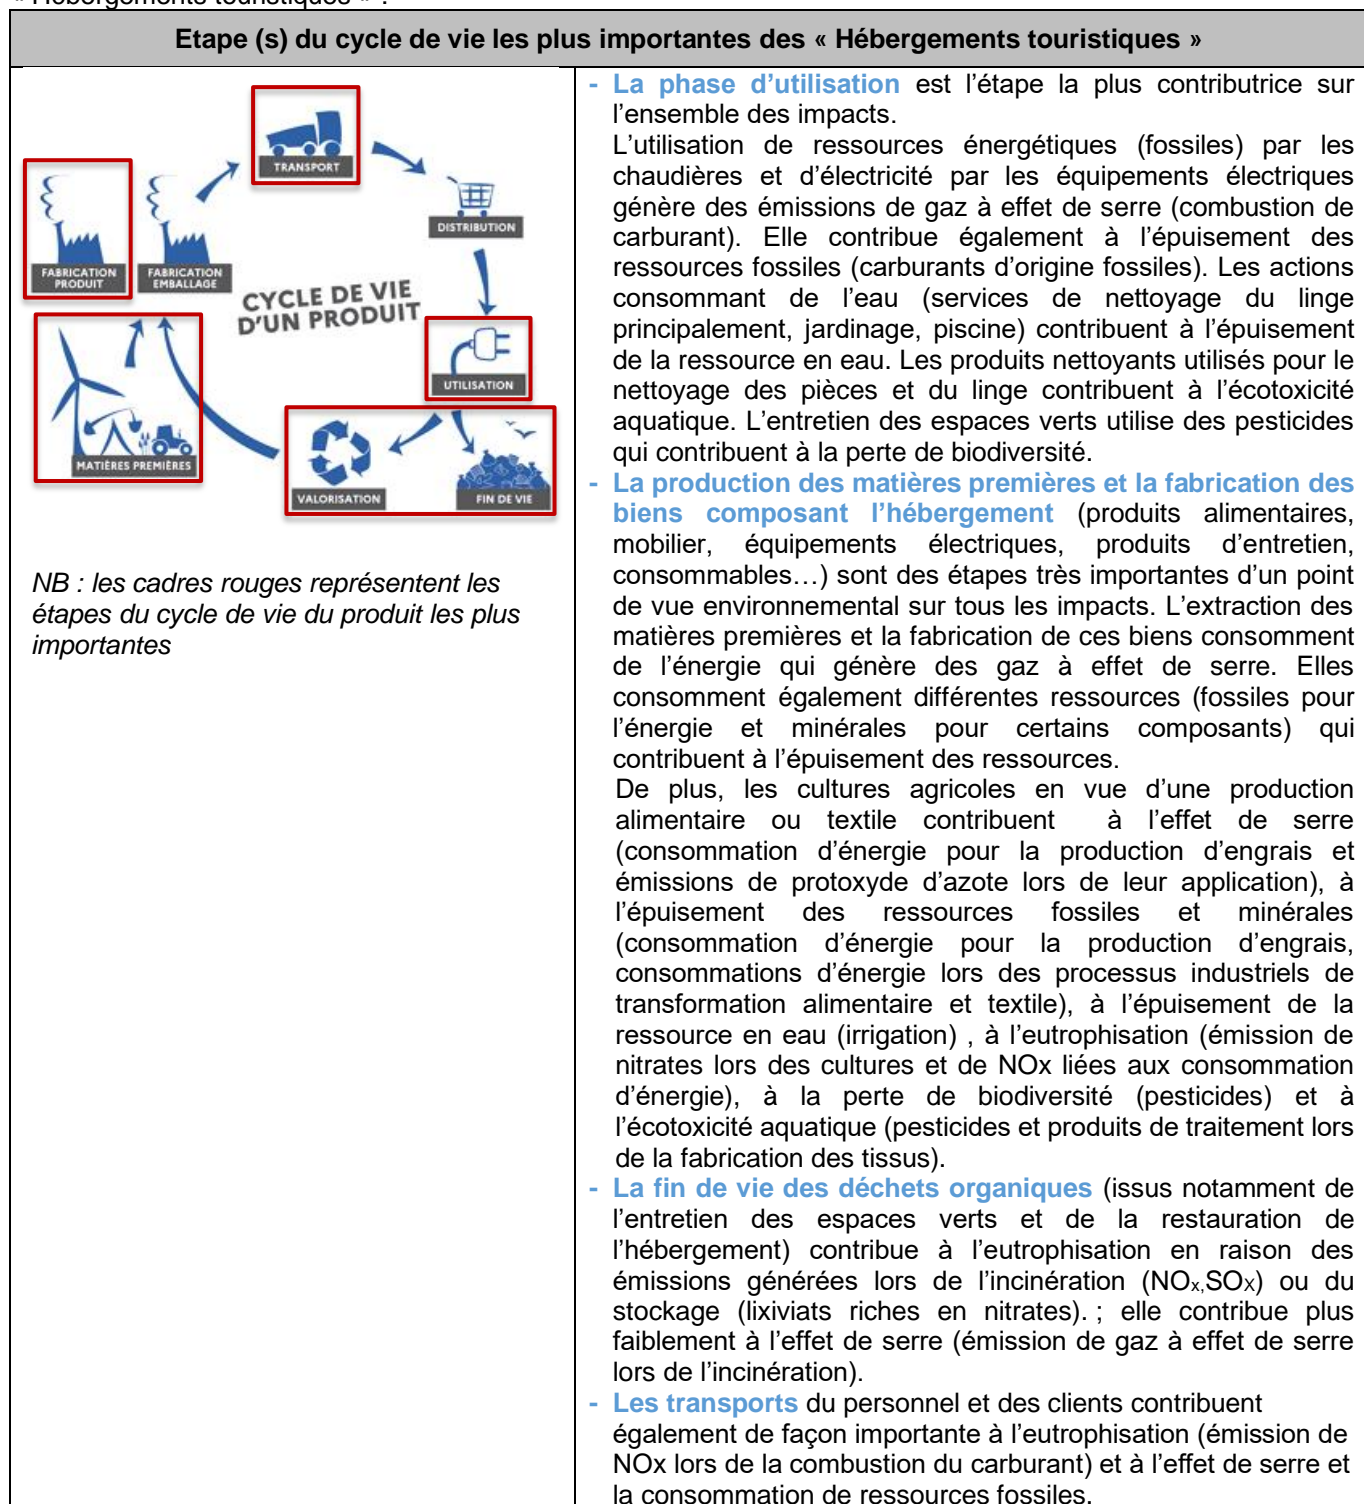 « Hébergements touristiques » :
Etape (s) du cycle de vie les plus importantes des « Hébergements touristiques »
TRANSPORT
DISTRIBUTION
FABRICATION PRODUIT
FABRICATION EMBALLAGE
CYCLE DE VIE
D'UN PRODUIT
UTILISATION
MATIÈRES PREMIÈRES
VALORISATION
FIN DE VIE
NB : les cadres rouges représentent les
étapes du cycle de vie du produit les plus
importantes
- La phase d’utilisation est l’étape la plus contributrice sur
l’ensemble des impacts.
L’utilisation de ressources énergétiques (fossiles) par les
chaudières et d’électricité par les équipements électriques
génère des émissions de gaz à effet de serre (combustion de
carburant). Elle contribue également à l’épuisement des
ressources fossiles (carburants d’origine fossiles). Les actions
consommant de l’eau (services de nettoyage du linge
principalement, jardinage, piscine) contribuent à l’épuisement
de la ressource en eau. Les produits nettoyants utilisés pour le
nettoyage des pièces et du linge contribuent à l’écotoxicité
aquatique. L’entretien des espaces verts utilise des pesticides
qui contribuent à la perte de biodiversité.
- La production des matières premières et la fabrication des
biens composant l’hébergement (produits alimentaires,
mobilier, équipements électriques, produits d’entretien,
consommables…) sont des étapes très importantes d’un point
de vue environnemental sur tous les impacts. L’extraction des
matières premières et la fabrication de ces biens consomment
de l’énergie qui génère des gaz à effet de serre. Elles
consomment également différentes ressources (fossiles pour
l’énergie et minérales pour certains composants) qui
contribuent à l’épuisement des ressources.
De plus, les cultures agricoles en vue d’une production
alimentaire ou textile contribuent à l’effet de serre
(consommation d’énergie pour la production d’engrais et
émissions de protoxyde d’azote lors de leur application), à
l’épuisement des ressources fossiles et minérales
(consommation d’énergie pour la production d’engrais,
consommations d’énergie lors des processus industriels de
transformation alimentaire et textile), à l’épuisement de la
ressource en eau (irrigation) , à l’eutrophisation (émission de
nitrates lors des cultures et de NOx liées aux consommation
d’énergie), à la perte de biodiversité (pesticides) et à
l’écotoxicité aquatique (pesticides et produits de traitement lors
de la fabrication des tissus).
- La fin de vie des déchets organiques (issus notamment de
l’entretien des espaces verts et de la restauration de
l’hébergement) contribue à l’eutrophisation en raison des
émissions générées lors de l’incinération (NOx,SOX) ou du
stockage (lixiviats riches en nitrates). ; elle contribue plus
faiblement à l’effet de serre (émission de gaz à effet de serre
lors de l’incinération).
- Les transports du personnel et des clients contribuent
également de façon importante à l’eutrophisation (émission de
NOx lors de la combustion du carburant) et à l’effet de serre et
la consommation de ressources fossiles.